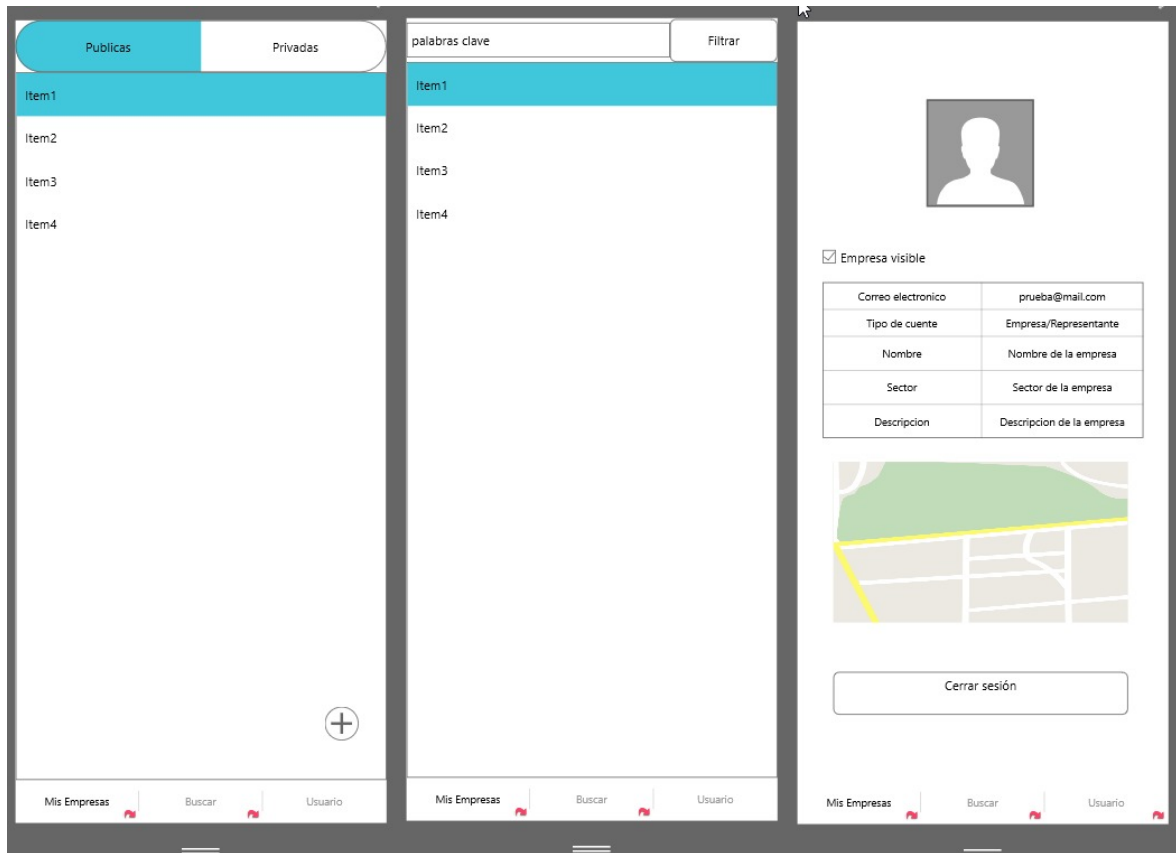 Publicas Privadas
Item1
Item2
Item3
Item4
Mis Empresas Buscar Usuario
palabras clave Filtrar
Item1
Item2
Item3
Item4
Mis Empresas Buscar Usuario
Empresa visible
Correo electronico prueba@mail.com
Tipo de cuente Empresa/Representante
Nombre Nombre de la empresa
Sector Sector de la empresa
Descripcion Descripcion de la empresa
Cerrar sesión
Mis Empresas Buscar Usuario